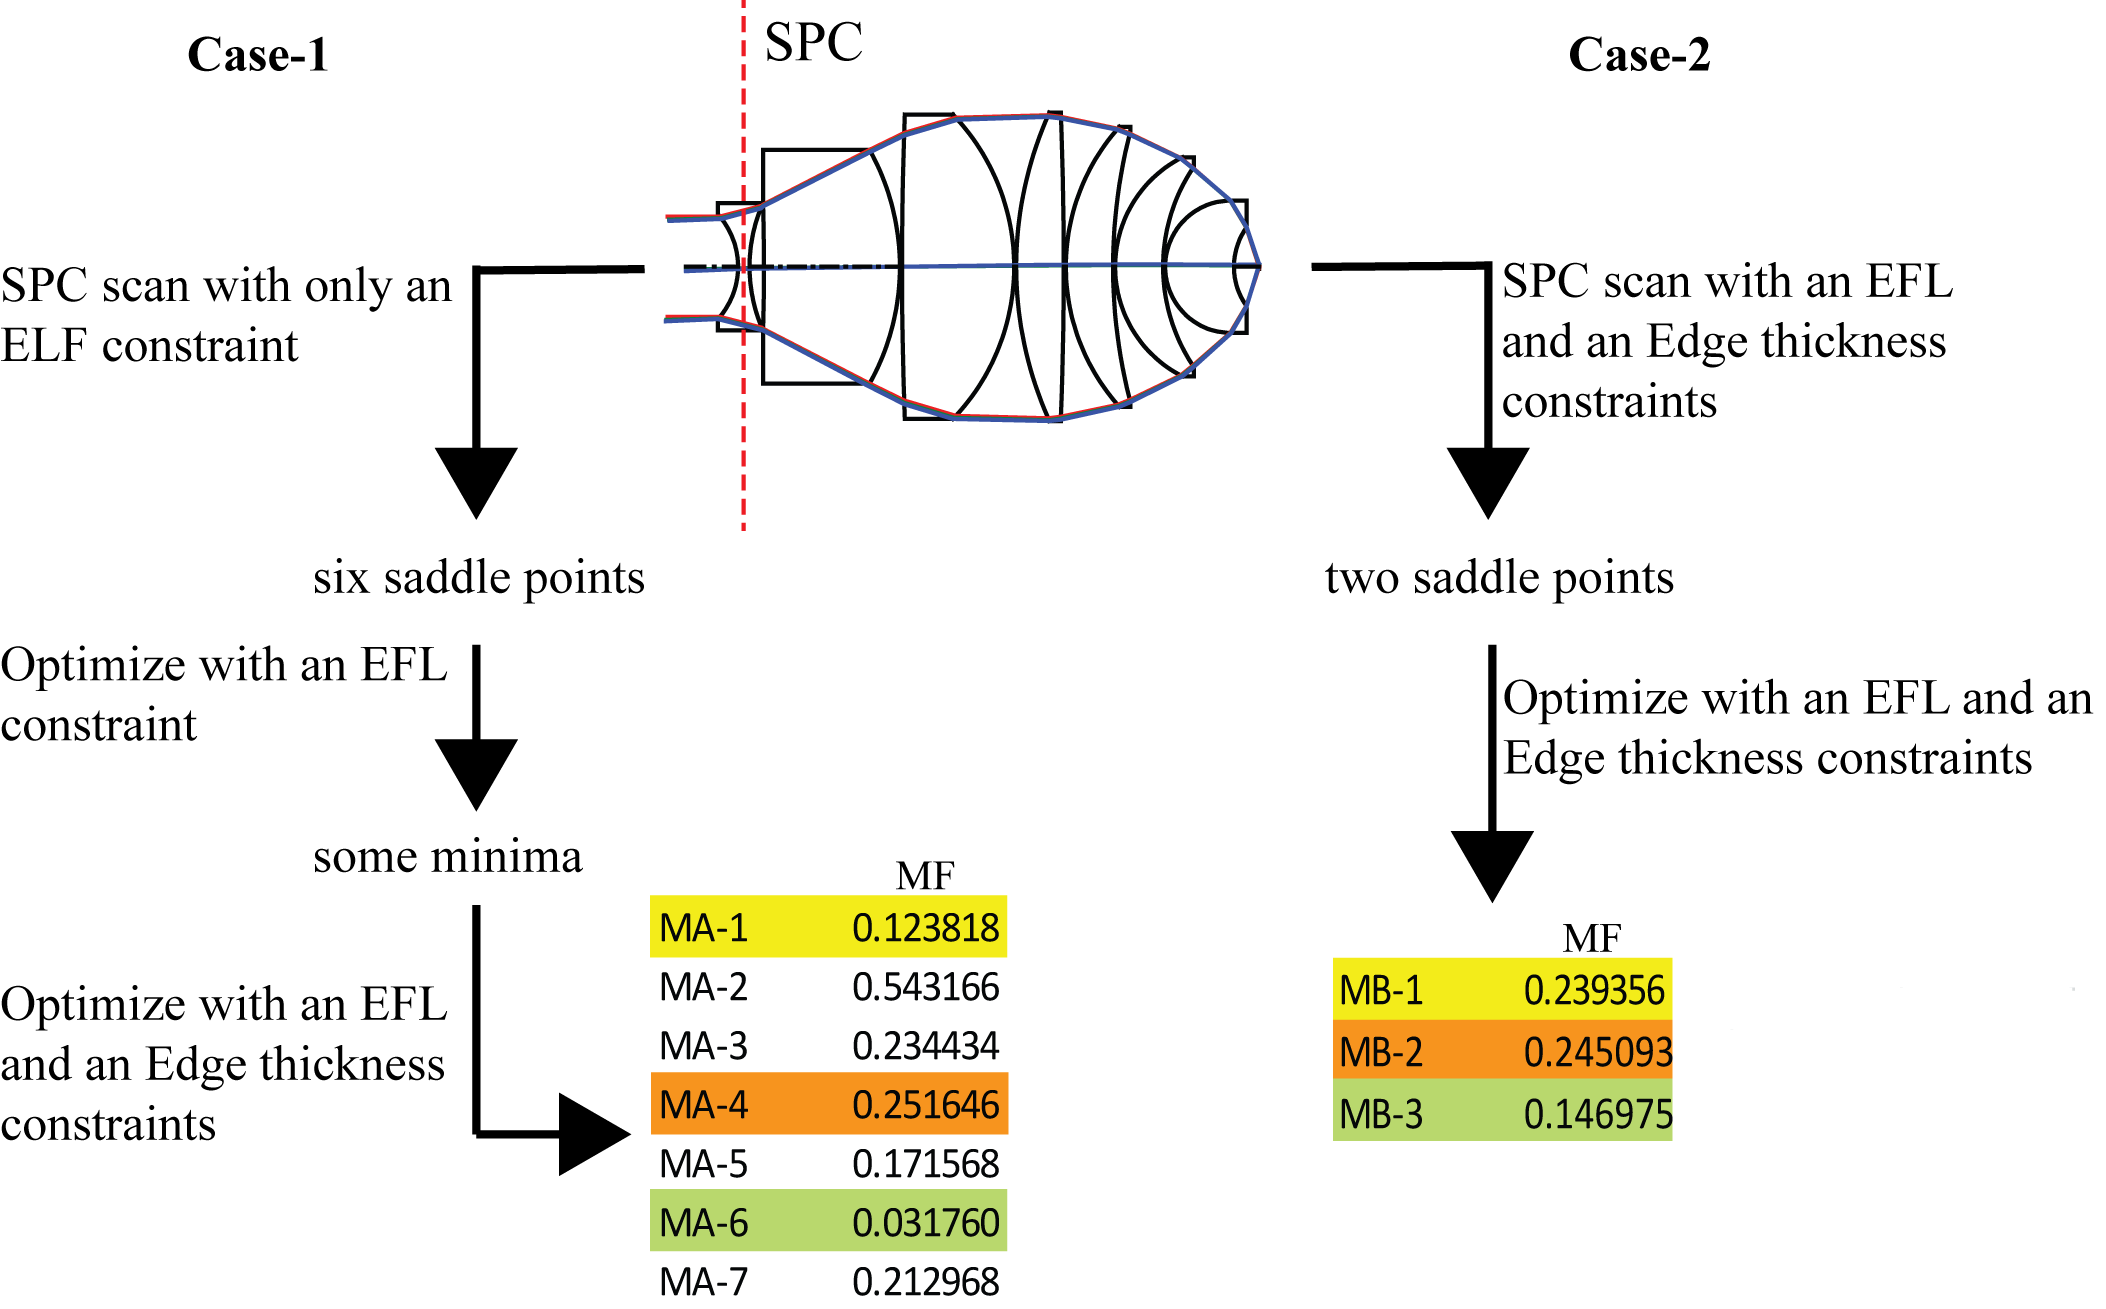 Case-1
SPC
Case-2
SPC scan with only an
ELF constraint
SPC scan with an EFL
and an Edge thickness
constraints
six saddle points
two saddle points
Optimize with an EFL
constraint
Optimize with an EFL and an
Edge thickness constraints
some minima
Optimize with an EFL
and an Edge thickness
constraints
MF
MA-1 0.123818
MA-2 0.543166
MA-3 0.234434
MA-4 0.251646
MA-5 0.171568
MA-6 0.031760
MA-7 0.212968
MF
MB-1 0.239356
MB-2 0.245093
MB-3 0.146975